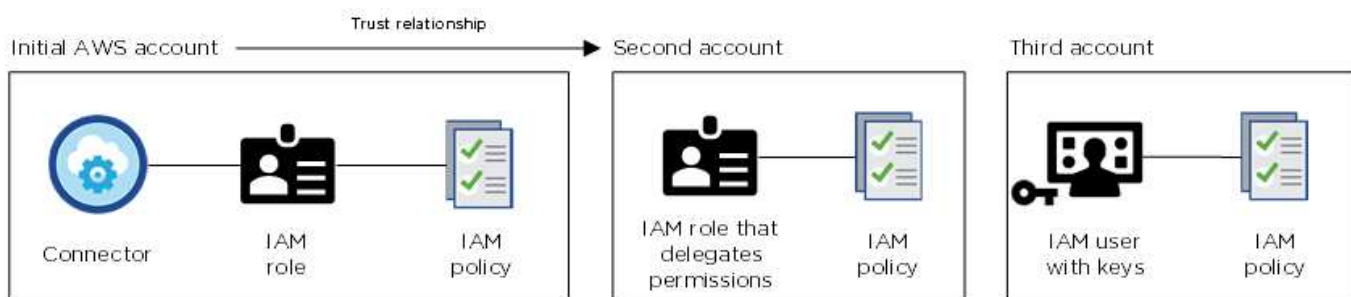 Trust relationship
Initial AWS account
Second account
Third account
Connector
IAM
role
IAM
policy
IAM role that
delegates
permissions
IAM
policy
IAM user
with keys
IAM
policy